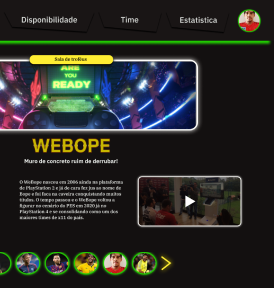 Disponibilidade Time Estatistica
Sala de troféus
ARE
YOU
READY
WEBOPE
Muro de concreto ruim de derrubar!
O WeBope nasceu em 2006 ainda na plataforma
de PlayStation 2 e já de cara fez jus ao nome do
Bope e foi faca na caveira conquistando muitos
títulos. O tempo passou e o WeBope voltou a
figurar no cenário do PES em 2020 já no
PlayStation 4 e se consolidando como um dos
maiores times de x11 do país.